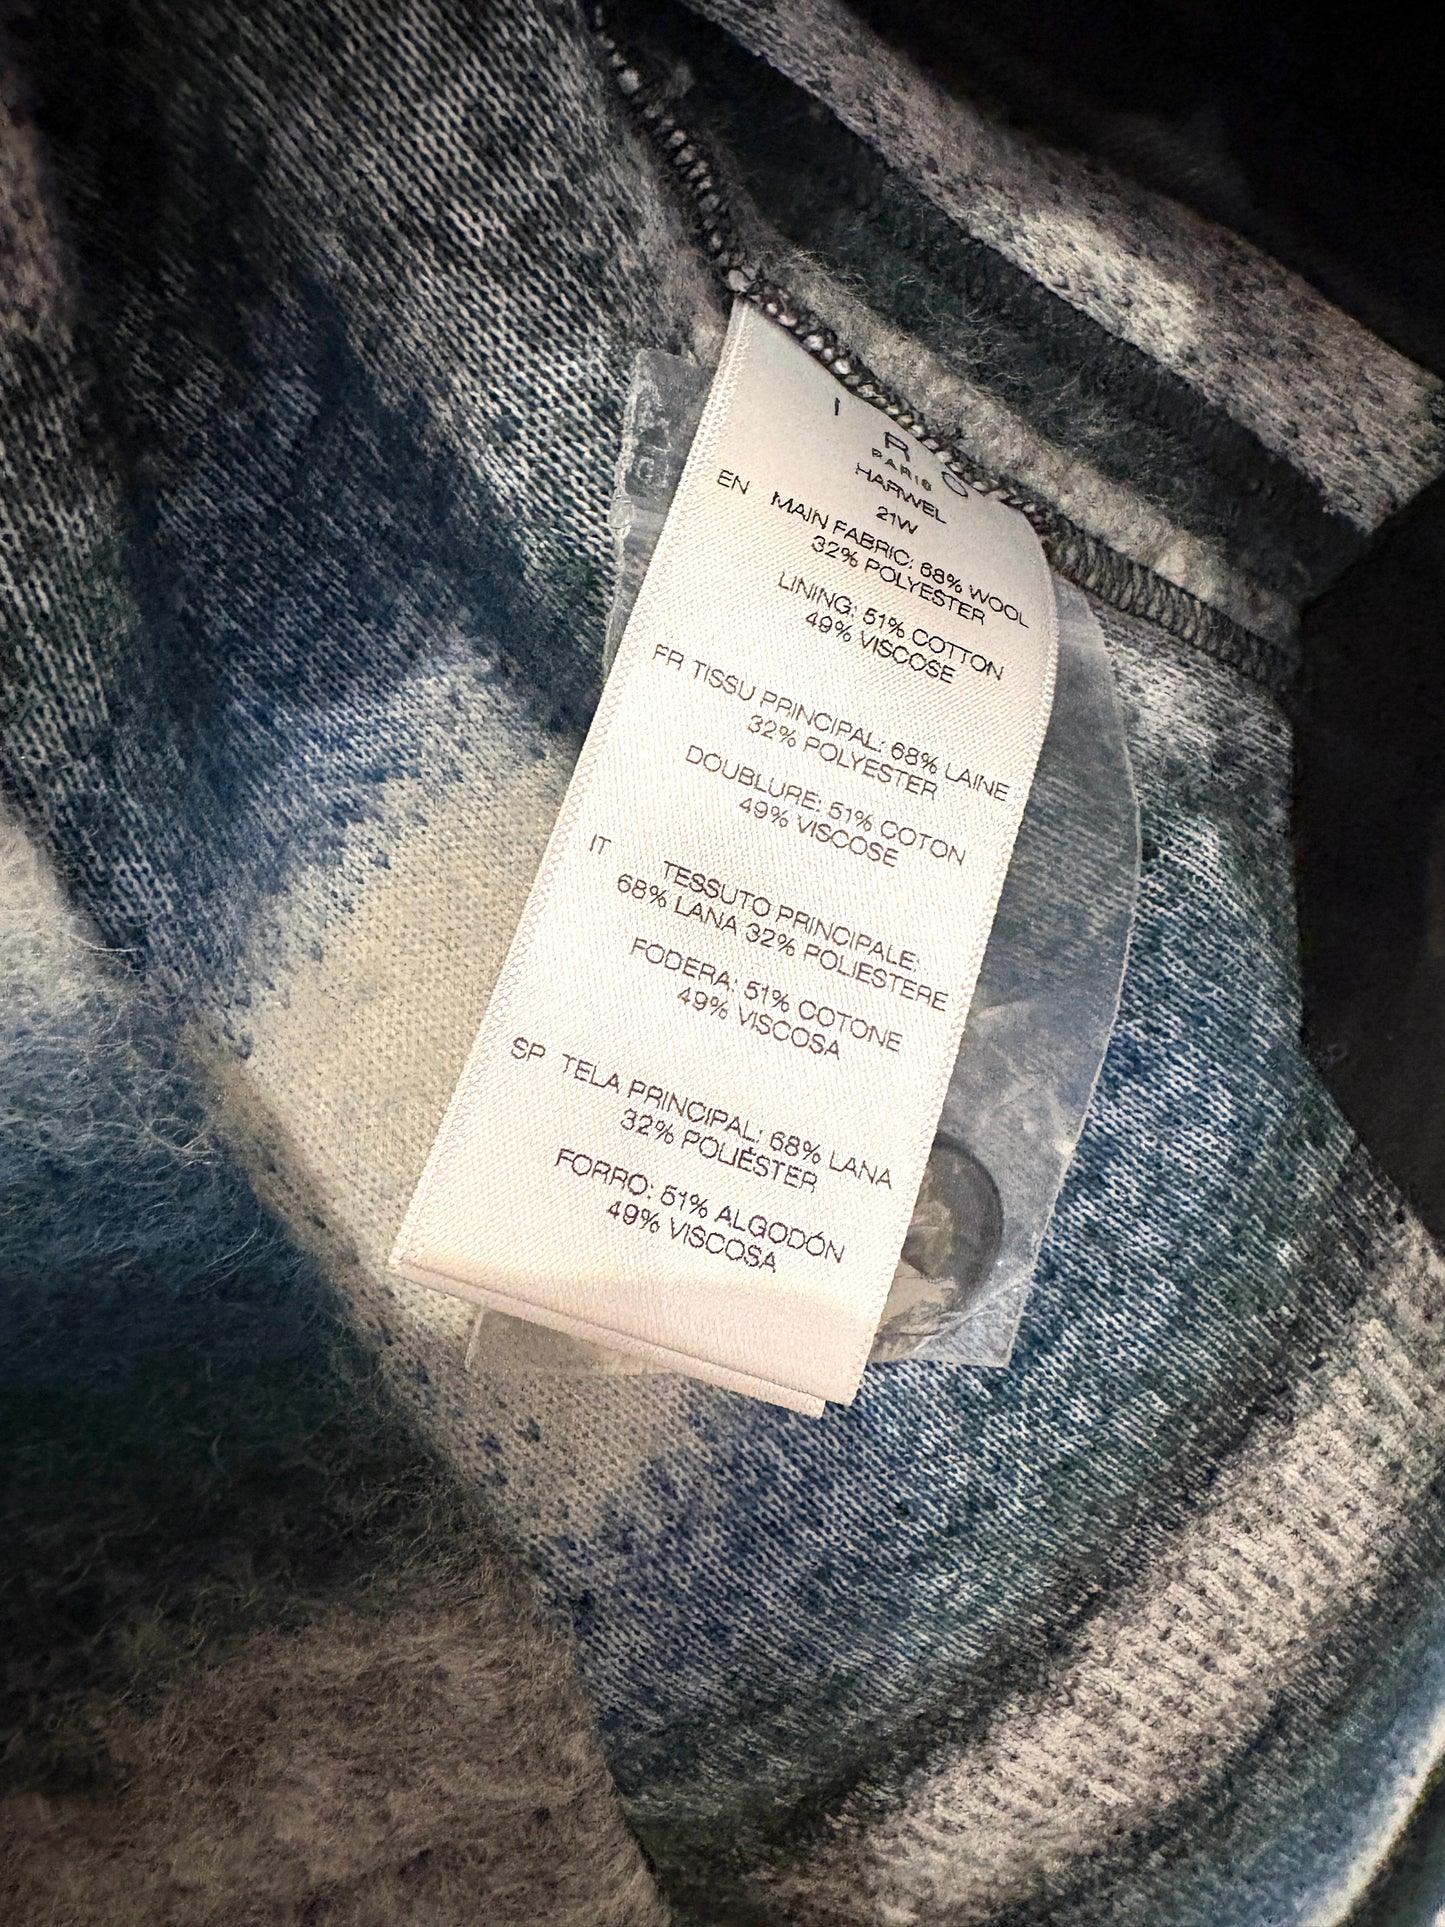 I R O
PARIS
HARWEL
21W
EN MAIN FABRIC: 68% WOOL
32% POLYESTER
LINING: 51% COTTON
49% VISCOSE
FR TISSU PRINCIPAL: 68% LAINE
32% POLYESTER
DOUBLURE: 51% COTON
49% VISCOSE
IT TESSUTO PRINCIPALE:
68% LANA 32% POLIESTERE
FODERA: 51% COTONE
49% VISCOSA
SP TELA PRINCIPAL: 68% LANA
32% POLIÉSTER
FORRO: 51% ALGODÓN
49% VISCOSA